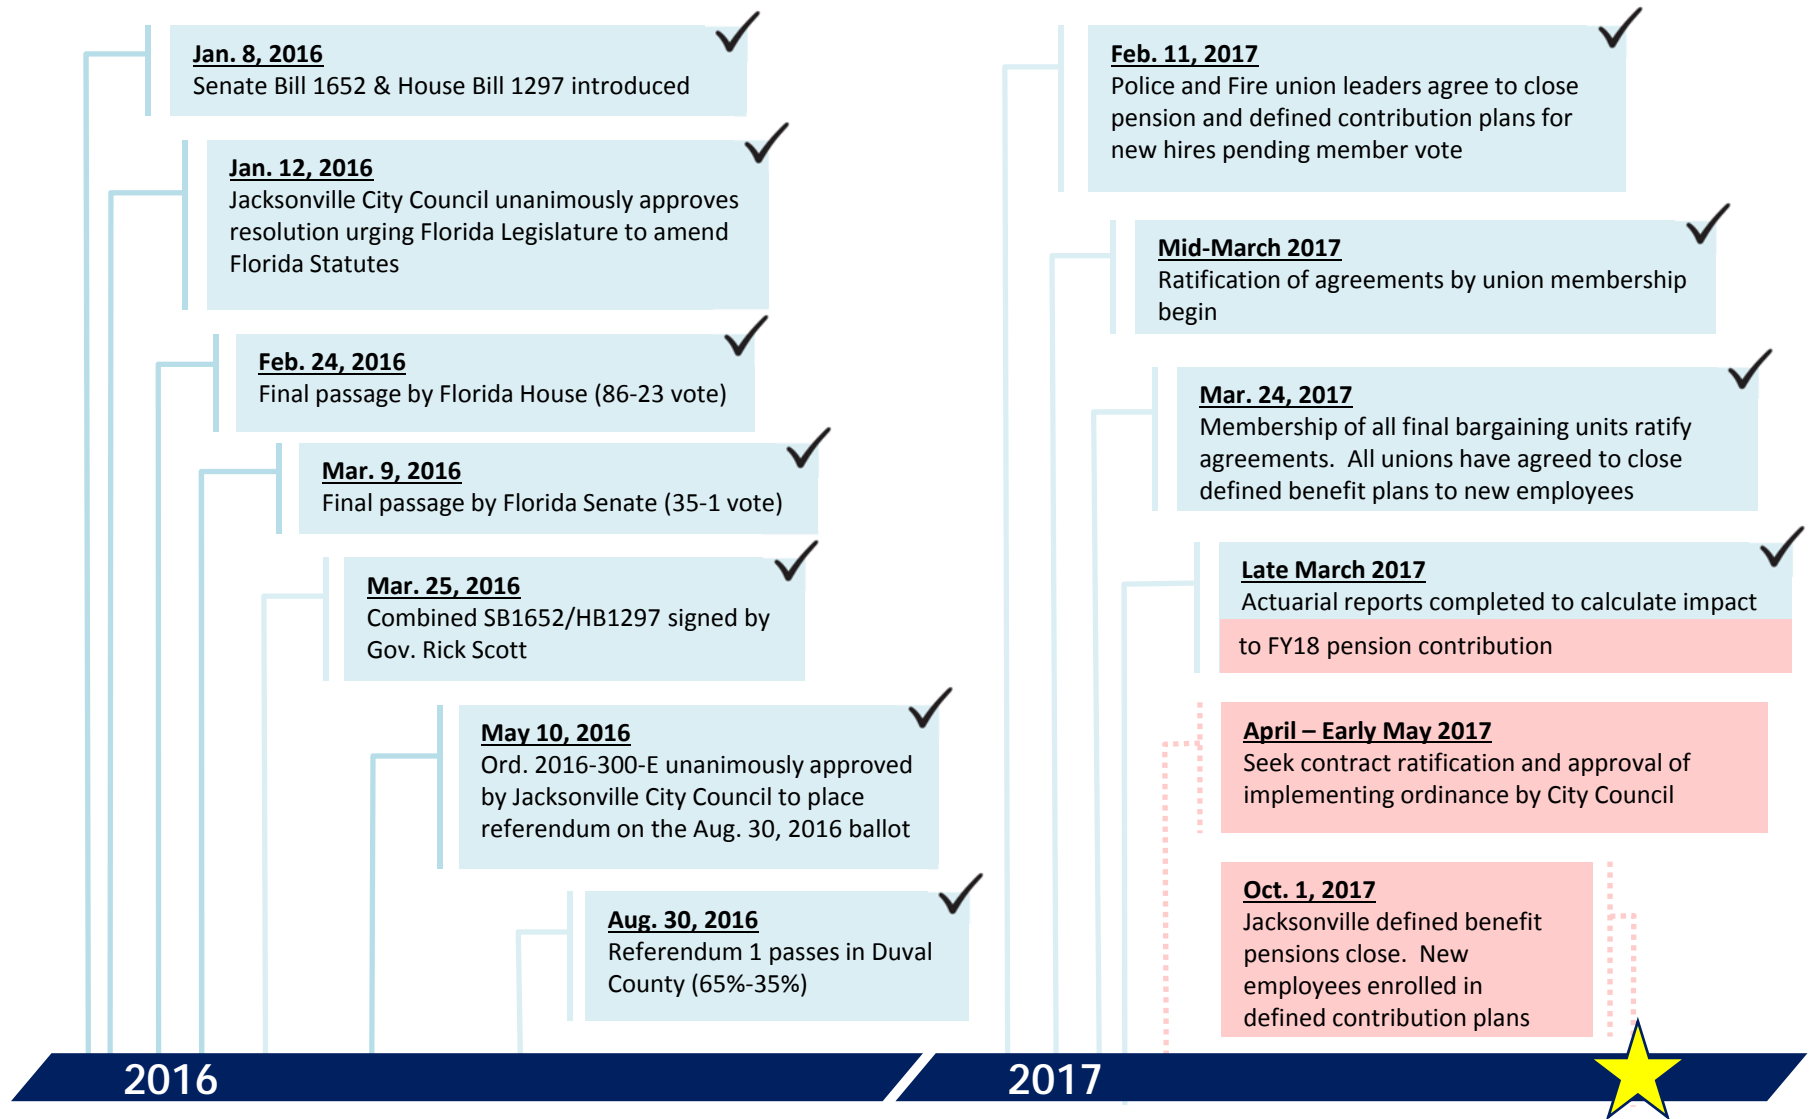 Jan. 8, 2016
Senate Bill 1652 & House Bill 1297 introduced
Jan. 12, 2016
Jacksonville City Council unanimously approves
resolution urging Florida Legislature to amend
Florida Statutes
Feb. 24, 2016
Final passage by Florida House (86-23 vote)
Mar. 9, 2016
Final passage by Florida Senate (35-1 vote)
Mar. 25, 2016
Combined SB1652/HB1297 signed by
Gov. Rick Scott
May 10, 2016
Ord. 2016-300-E unanimously approved
by Jacksonville City Council to place
referendum on the Aug. 30, 2016 ballot
Aug. 30, 2016
Referendum 1 passes in Duval
County (65%-35%)
2016
Feb. 11, 2017
Police and Fire union leaders agree to close
pension and defined contribution plans for
new hires pending member vote
Mid-March 2017
Ratification of agreements by union membership
begin
Mar. 24, 2017
Membership of all final bargaining units ratify
agreements.  All unions have agreed to close
defined benefit plans to new employees
Late March 2017
Actuarial reports completed to calculate impact
to FY18 pension contribution
April – Early May 2017
Seek contract ratification and approval of
implementing ordinance by City Council
Oct. 1, 2017
Jacksonville defined benefit
pensions close.  New
employees enrolled in
defined contribution plans
2017